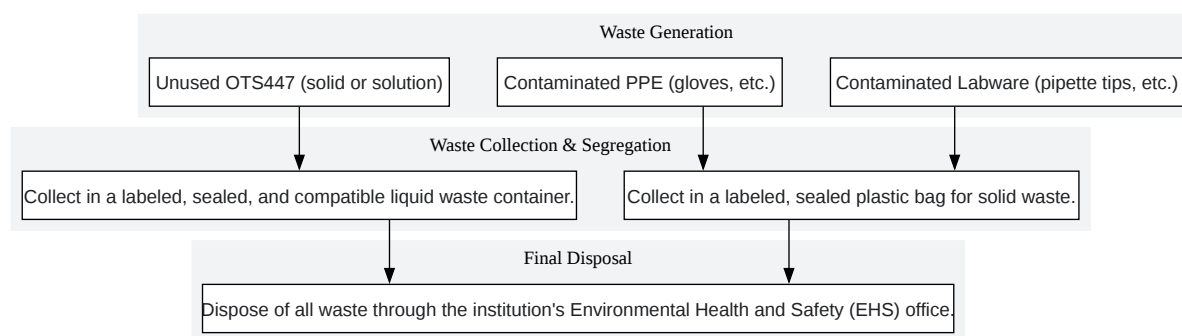 Waste Generation
Unused OTS447 (solid or solution)
Contaminated PPE (gloves, etc.)
Contaminated Labware (pipette tips, etc.)
Waste Collection & Segregation
Collect in a labeled, sealed, and compatible liquid waste container.
Collect in a labeled, sealed plastic bag for solid waste.
Final Disposal
Dispose of all waste through the institution's Environmental Health and Safety (EHS) office.